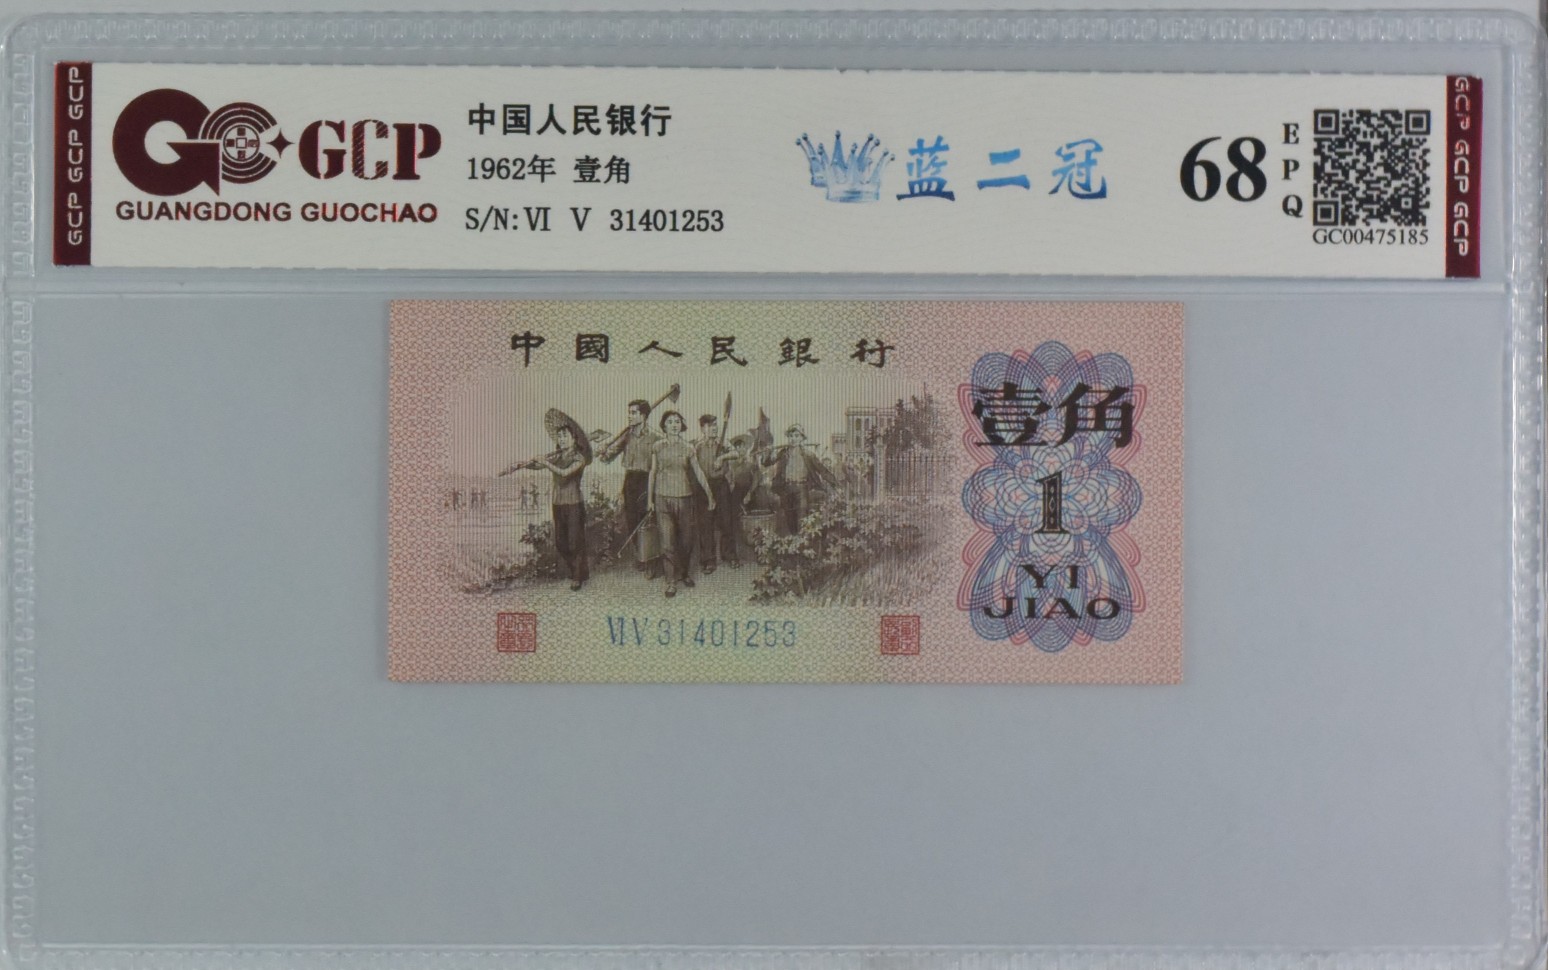 GCP GCP GCP
GCP
GUANGDONG GUOCHAO
中国人民银行
1962年 壹角
S/N: Ⅵ Ⅴ 31401253
蓝二冠
68
EPQ
GC00475185
GCP GCP GCP
中國人民銀行
壹角
1
YI
JIAO
ⅥⅤ31401253